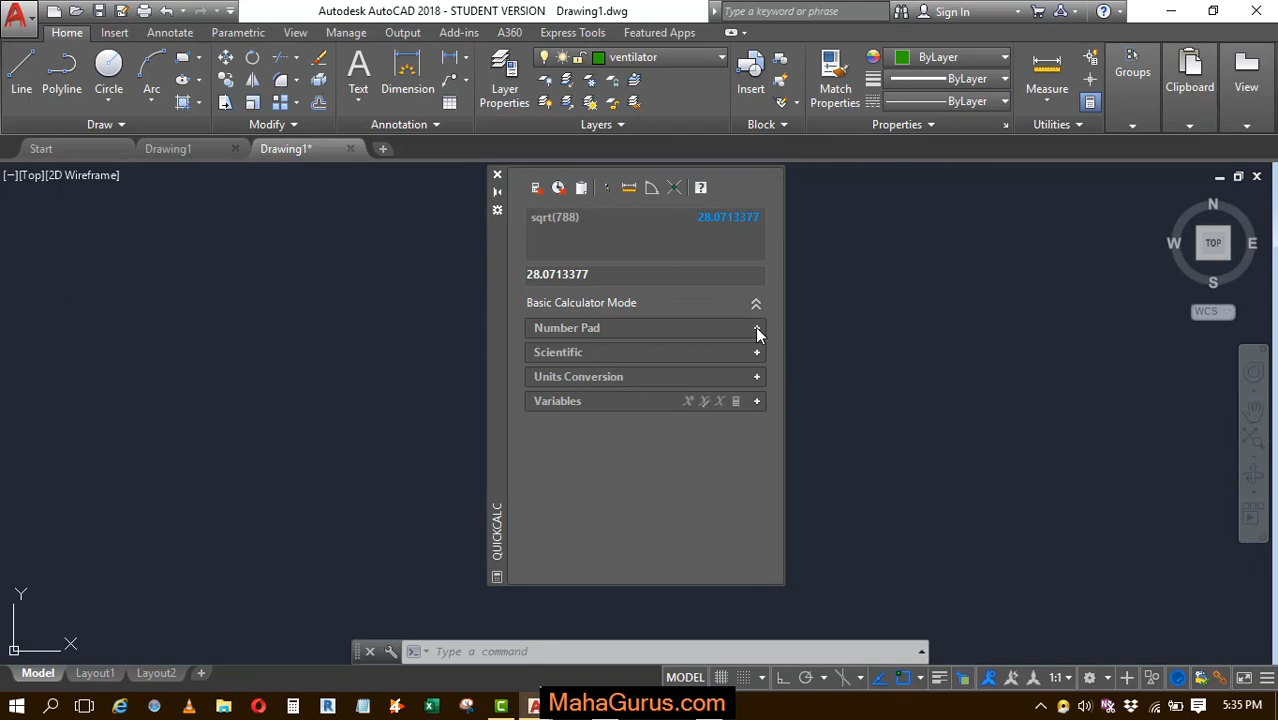 Autodesk AutoCAD 2018 - STUDENT VERSION Drawing1.dwg
Type a keyword or phrase
Sign In
Home Insert Annotate Parametric View Manage Output Add-ins A360 Express Tools Featured Apps
ventilator
ByLayer
ByLayer
ByLayer
Line Polyline Circle Arc Text Dimension Layer Properties Insert Match Properties Measure Groups Clipboard View
Draw Modify Annotation Layers Block Properties Utilities
Start Drawing1 Drawing1*
[−][Top][2D Wireframe]
sqrt(788) 28.0713377
28.0713377
Basic Calculator Mode
Number Pad
Scientific
Units Conversion
Variables
QUICKCALC
N
W TOP E
S
WCS
Y
X
Type a command
Model Layout1 Layout2
MODEL 1:1
MahaGurus.com
5:35 PM